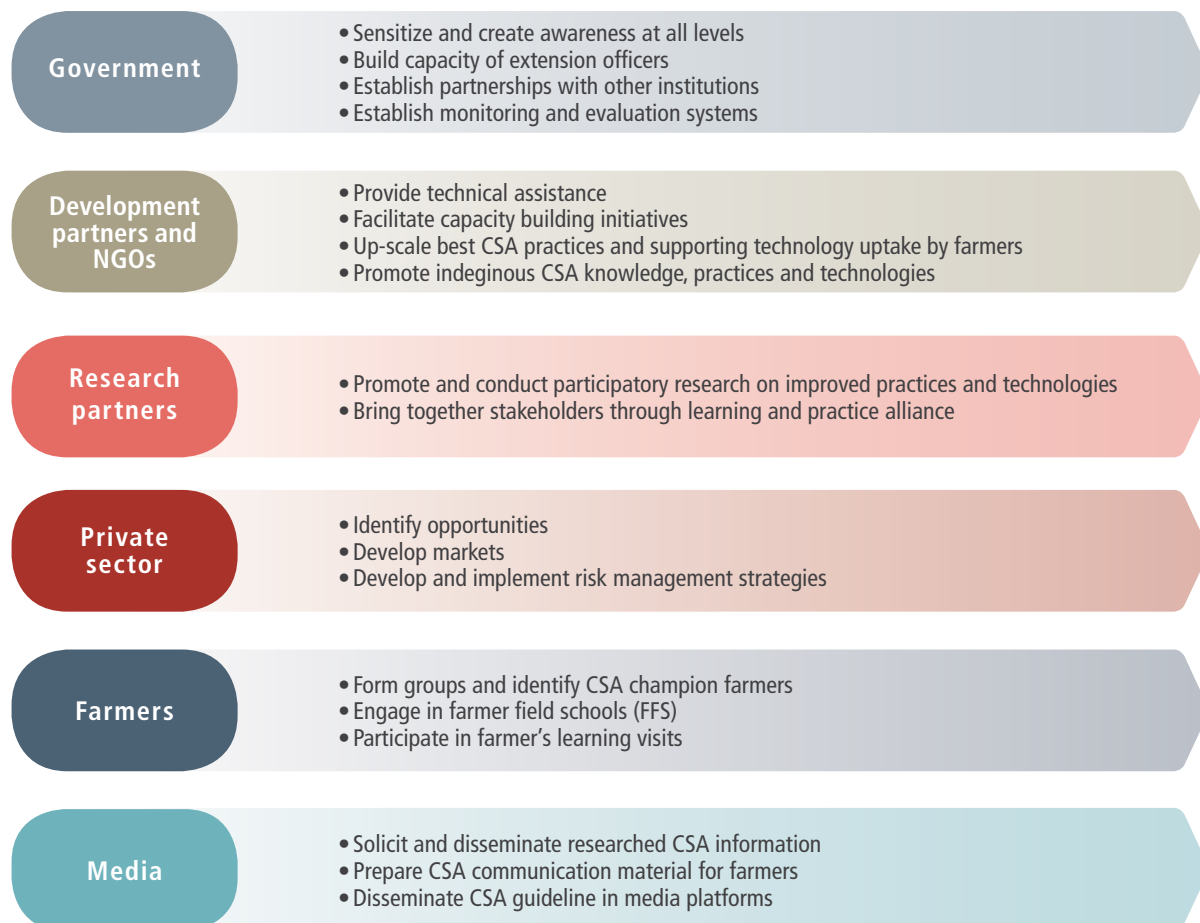 Government
• Sensitize and create awareness at all levels
• Build capacity of extension officers
• Establish partnerships with other institutions
• Establish monitoring and evaluation systems
Development
partners and
NGOs
• Provide technical assistance
• Facilitate capacity building initiatives
• Up-scale best CSA practices and supporting technology uptake by farmers
• Promote indeginous CSA knowledge, practices and technologies
Research
partners
• Promote and conduct participatory research on improved practices and technologies
• Bring together stakeholders through learning and practice alliance
Private
sector
• Identify opportunities
• Develop markets
• Develop and implement risk management strategies
Farmers
• Form groups and identify CSA champion farmers
• Engage in farmer field schools (FFS)
• Participate in farmer’s learning visits
Media
• Solicit and disseminate researched CSA information
• Prepare CSA communication material for farmers
• Disseminate CSA guideline in media platforms